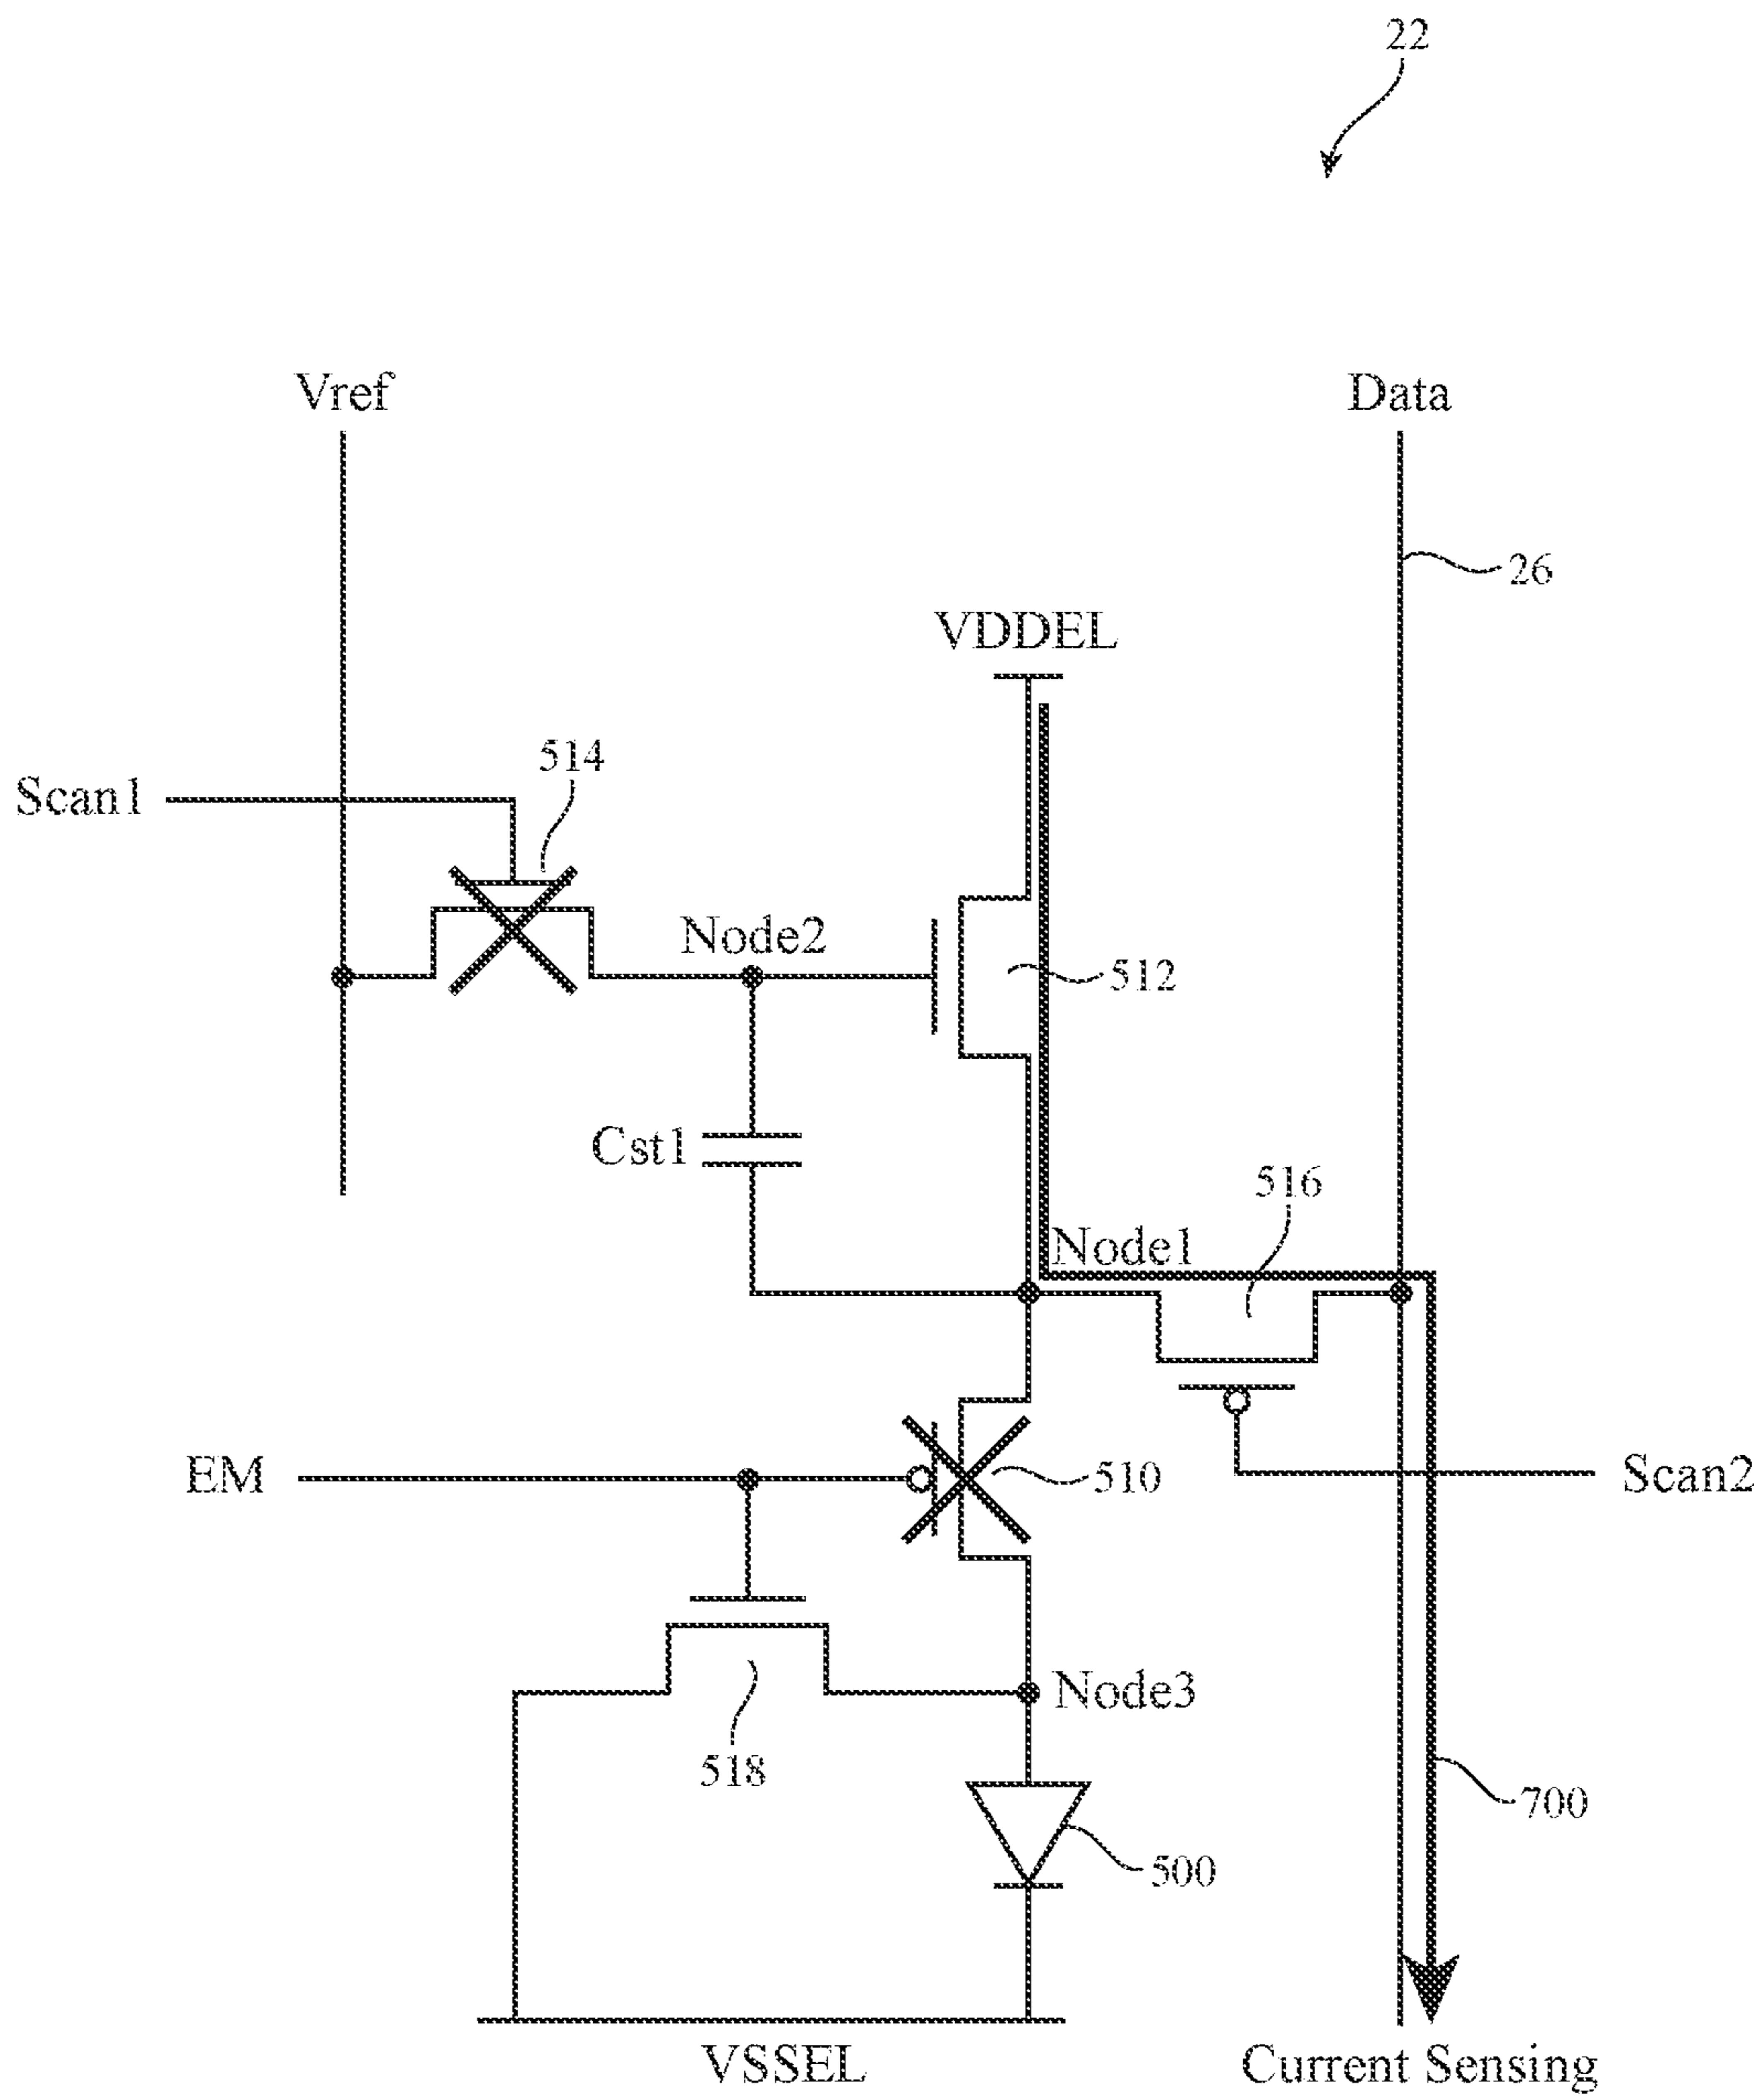 22
Vref
Data
26
VDDEL
514
Scan1
Node2
512
Cst1
516
Node1
EM
510
Scan2
Node3
518
700
500
VSSEL
Current Sensing